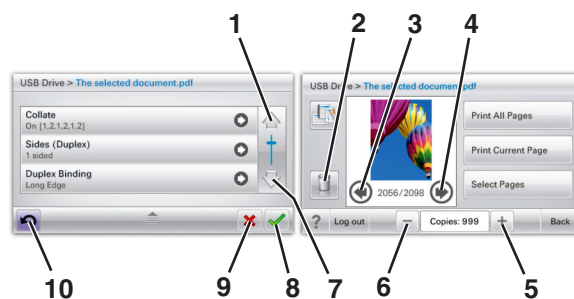 1
2
3
4
USB Drive > The selected document.pdf
Collate
On [1,2,1,2,1,2]
Sides (Duplex)
1 sided
Duplex Binding
Long Edge
USB Drive > The selected document.pdf
Print All Pages
Print Current Page
Select Pages
2056/2098
? Log out
Copies: 999
Back
10
9
8
7
6
5